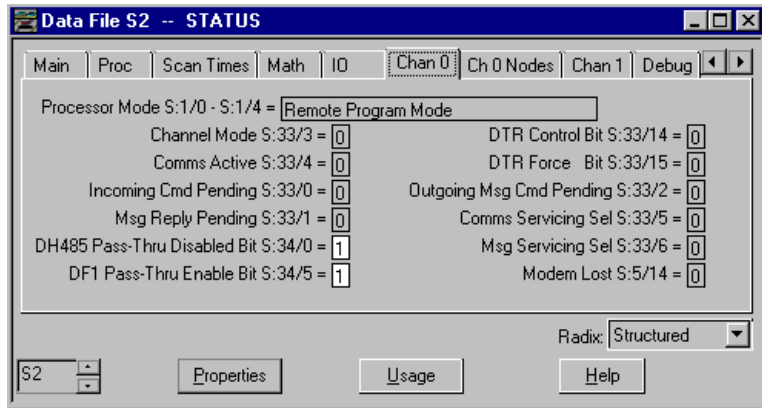 Data File S2 -- STATUS
Main Proc Scan Times Math IO Chan 0 Ch 0 Nodes Chan 1 Debug
Processor Mode S:1/0 - S:1/4 = Remote Program Mode
Channel Mode S:33/3 = 0 DTR Control Bit S:33/14 = 0
Comms Active S:33/4 = 0 DTR Force Bit S:33/15 = 0
Incoming Cmd Pending S:33/0 = 0 Outgoing Msg Cmd Pending S:33/2 = 0
Msg Reply Pending S:33/1 = 0 Comms Servicing Sel S:33/5 = 0
DH485 Pass-Thru Disabled Bit S:34/0 = 1 Msg Servicing Sel S:33/6 = 0
DF1 Pass-Thru Enable Bit S:34/5 = 1 Modem Lost S:5/14 = 0
Radix: Structured
S2 Properties Usage Help